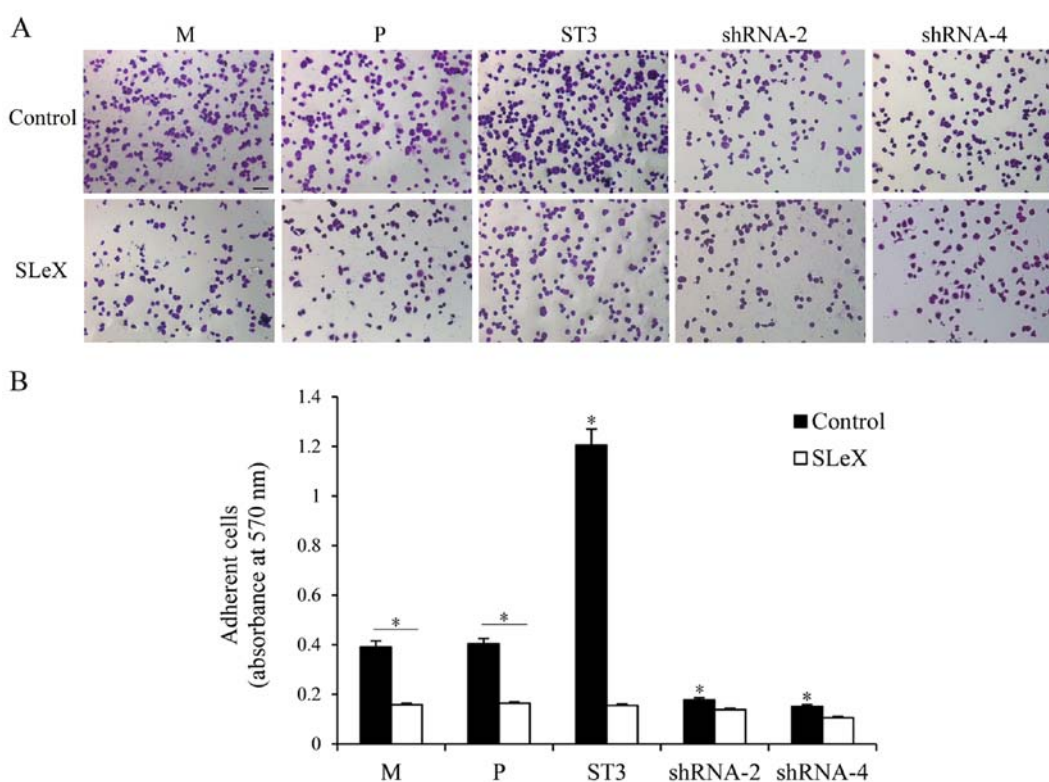 A
M P ST3 shRNA-2 shRNA-4
Control
SLeX
B
1.4
1.2
1
0.8
0.6
0.4
0.2
0
Adherent cells
(absorbance at 570 nm)
Control
SLeX
*
*
*
*
*
M P ST3 shRNA-2 shRNA-4